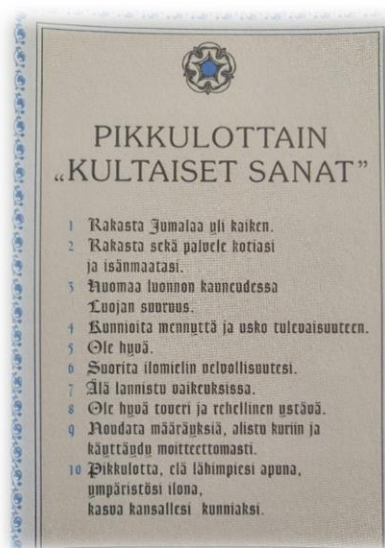 PIKKULOTTAIN
„KULTAISET SANAT”
1 Rakasta Jumalaa yli kaiken.
2 Rakasta sekä palvele kotiasi
ja isänmaatasi.
3 Huomaa luonnon kauneudessa
Luojan suuruus.
4 Kunnioita mennyttä ja usko tulevaisuuteen.
5 Ole hyvä.
6 Suorita ilomielin velvollisuutesi.
7 Älä lannistu vaikeuksissa.
8 Ole hyvä toveri ja rehellinen ystävä.
9 Noudata määräyksiä, alistu kuriin ja
käyttäydy moitteettomasti.
10 Pikkulotta, elä lähimpiesi apuna,
ympäristösi ilona,
kasva kansallesi kunniaksi.